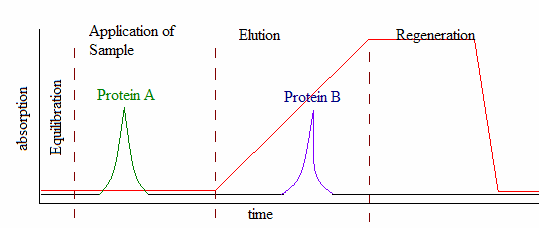 Application of
Sample
Elution
Regeneration
Protein A
Protein B
absorption
Equilibration
time